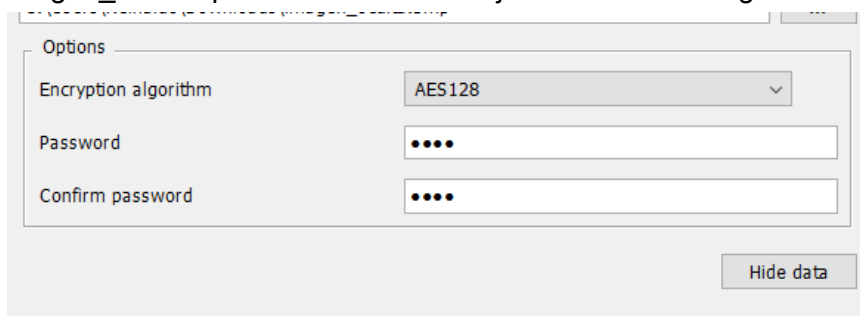 Options
Encryption algorithm
AES128
Password
••••
Confirm password
••••
Hide data